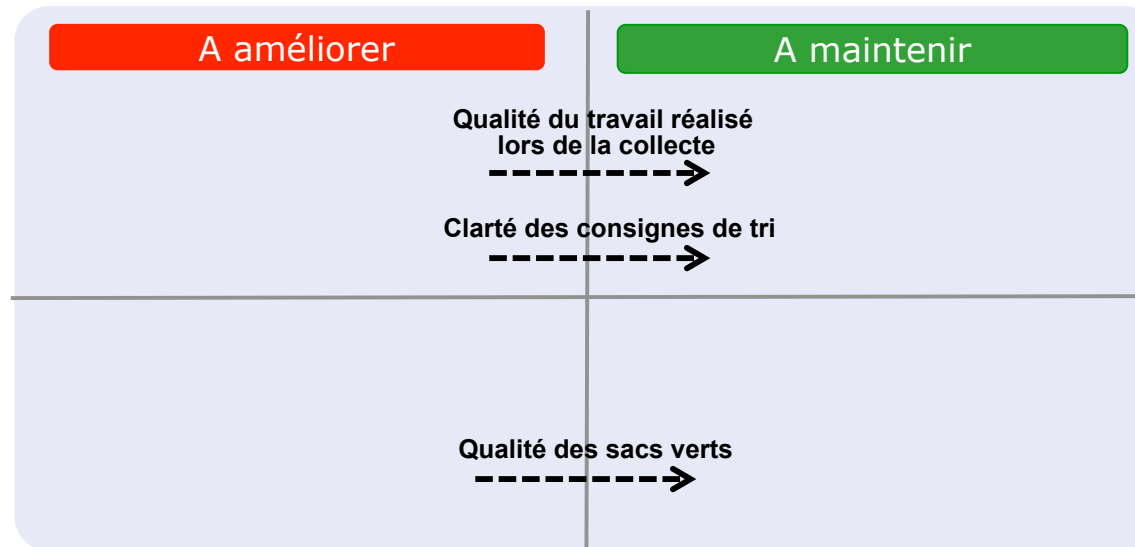 A améliorer
A maintenir
Qualité du travail réalisé
lors de la collecte
Clarté des consignes de tri
Qualité des sacs verts